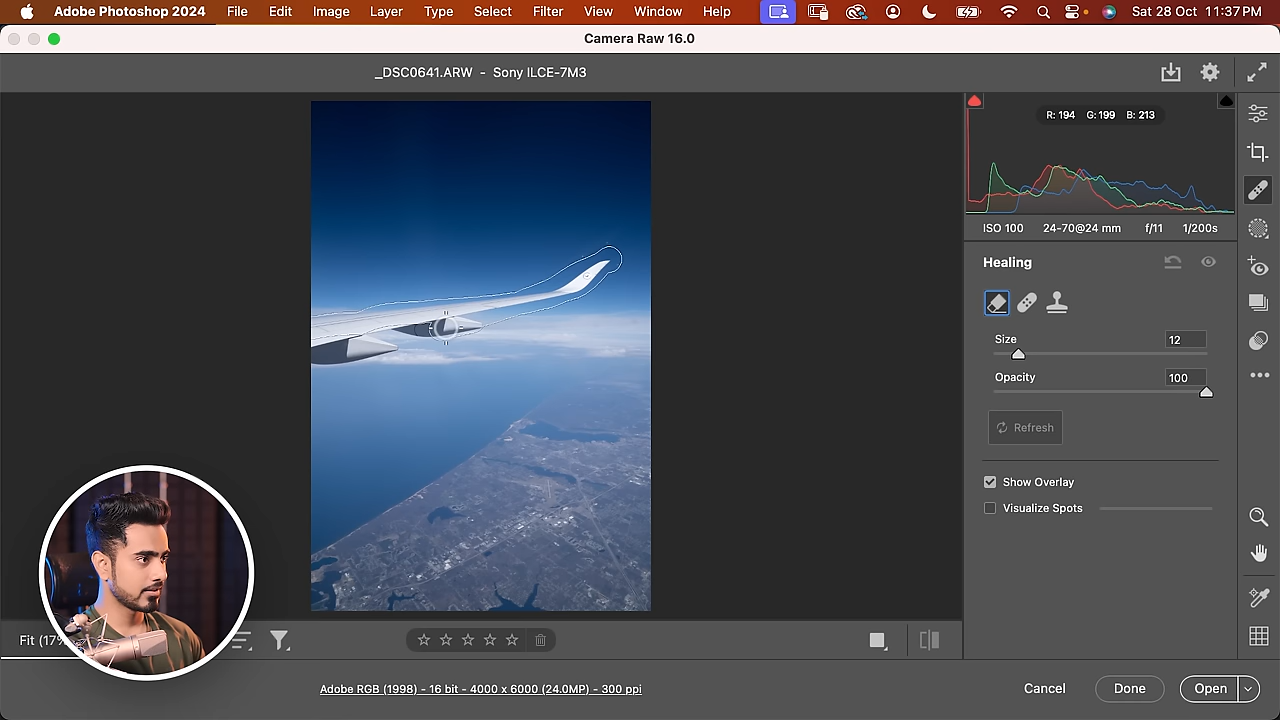 Adobe Photoshop 2024 File Edit Image Layer Type Select Filter View Window Help Sat 28 Oct 11:37 PM
Camera Raw 16.0
_DSC0641.ARW - Sony ILCE-7M3
R: 194 G: 199 B: 213
ISO 100 24-70@24 mm f/11 1/200s
Healing
Size 12
Opacity 100
Refresh
Show Overlay
Visualize Spots
Fit (17%
Adobe RGB (1998) - 16 bit - 4000 x 6000 (24.0MP) - 300 ppi
Cancel Done Open